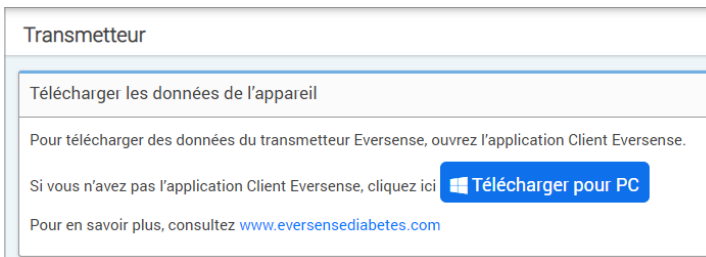 Transmetteur
Télécharger les données de l’appareil
Pour télécharger des données du transmetteur Eversense, ouvrez l’application Client Eversense.
Si vous n’avez pas l’application Client Eversense, cliquez ici Télécharger pour PC
Pour en savoir plus, consultez www.eversensediabetes.com